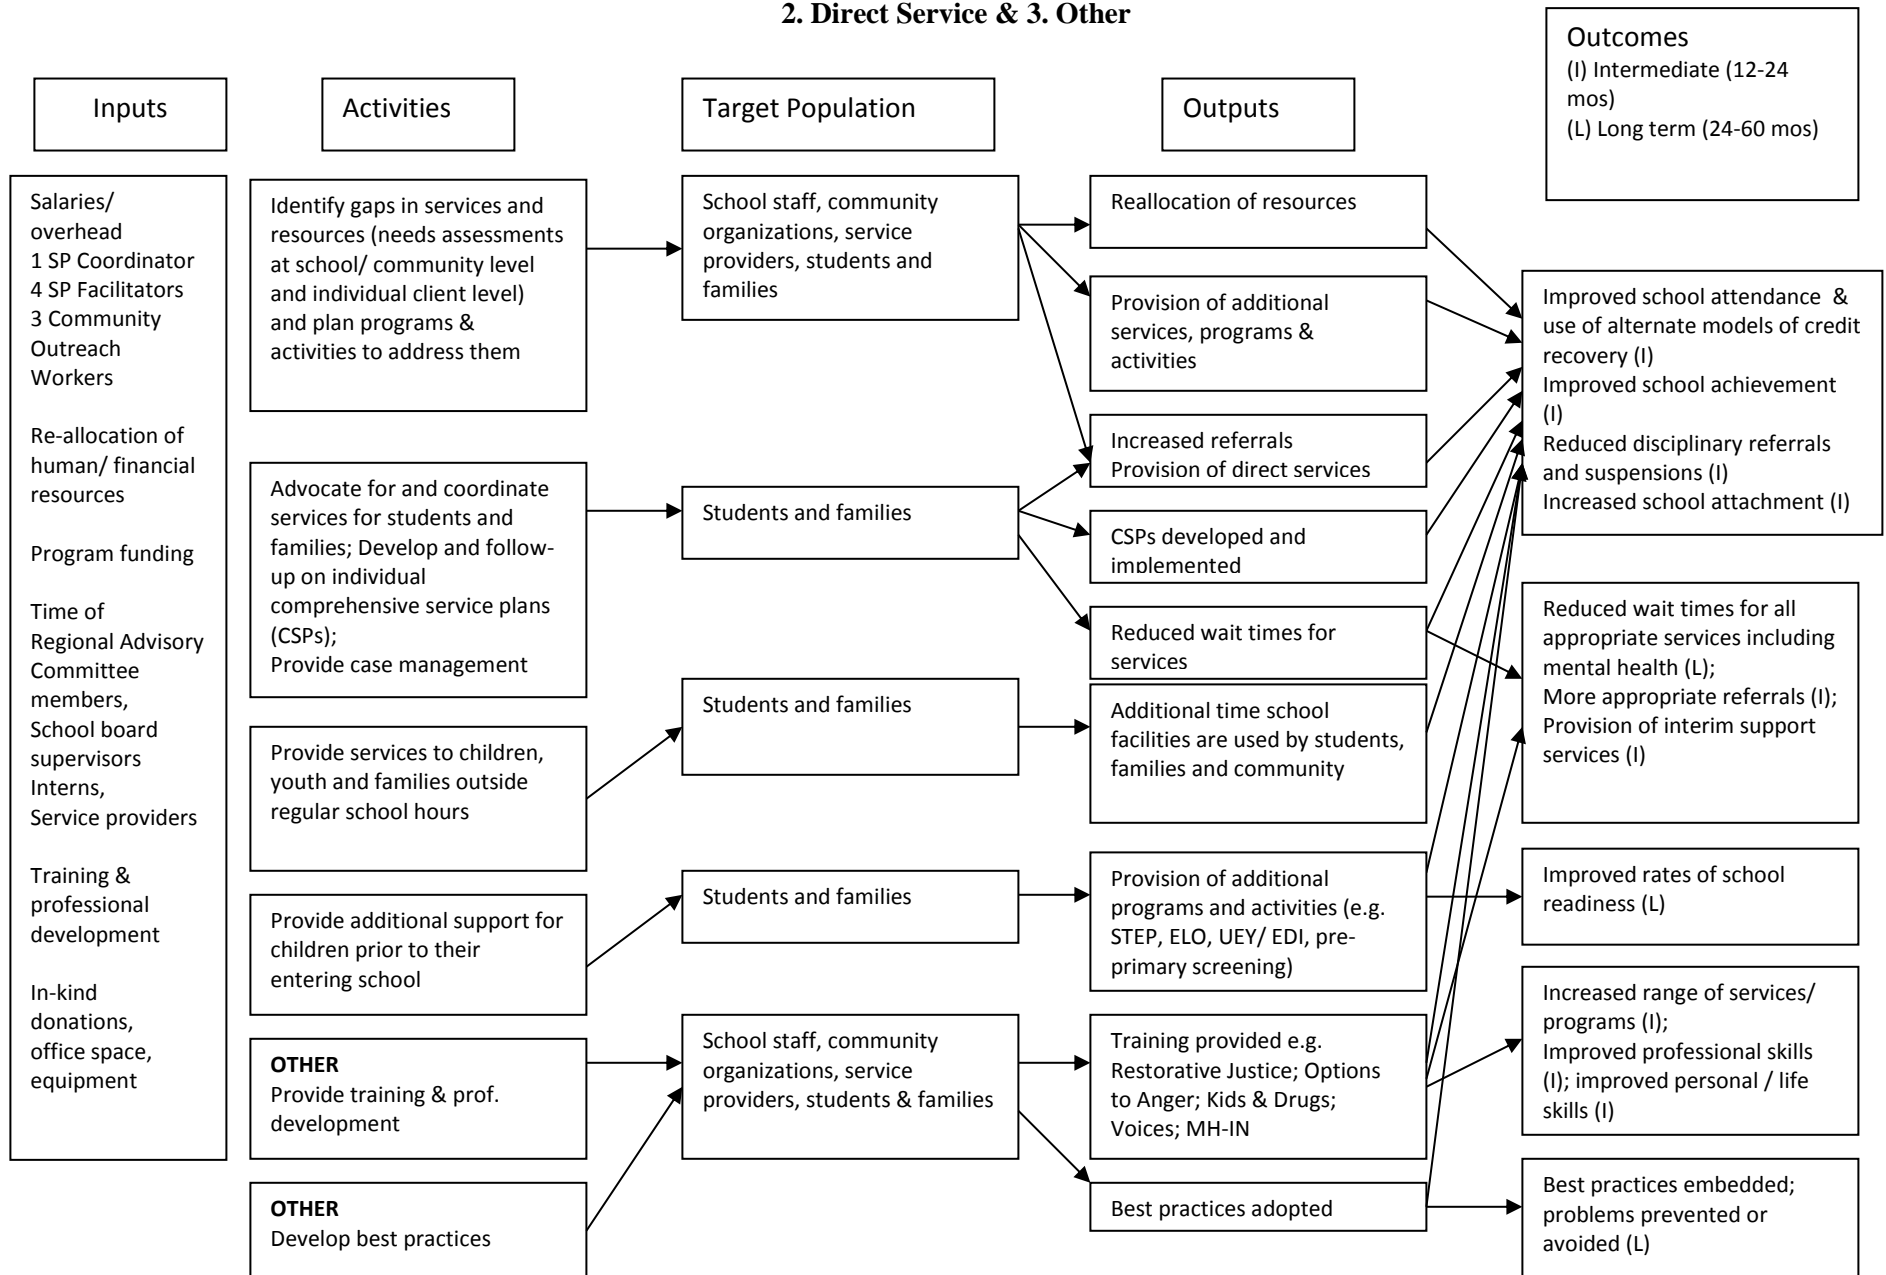 2. Direct Service & 3. Other
Inputs
Activities
Target Population
Outputs
Outcomes
(I) Intermediate (12-24
mos)
(L) Long term (24-60 mos)
Salaries/
overhead
1 SP Coordinator
4 SP Facilitators
3 Community
Outreach
Workers
Re-allocation of
human/ financial
resources
Program funding
Time of
Regional Advisory
Committee
members,
School board
supervisors
Interns,
Service providers
Training &
professional
development
In-kind
donations,
office space,
equipment
Identify gaps in services and
resources (needs assessments
at school/ community level
and individual client level)
and plan programs &
activities to address them
Advocate for and coordinate
services for students and
families; Develop and follow-
up on individual
comprehensive service plans
(CSPs);
Provide case management
Provide services to children,
youth and families outside
regular school hours
Provide additional support for
children prior to their
entering school
OTHER
Provide training & prof.
development
OTHER
Develop best practices
School staff, community
organizations, service
providers, students and
families
Students and families
Students and families
Students and families
School staff, community
organizations, service
providers, students & families
Reallocation of resources
Provision of additional
services, programs &
activities
Increased referrals
Provision of direct services
CSPs developed and
implemented
Reduced wait times for
services
Additional time school
facilities are used by students,
families and community
Provision of additional
programs and activities (e.g.
STEP, ELO, UEY/ EDI, pre-
primary screening)
Training provided e.g.
Restorative Justice; Options
to Anger; Kids & Drugs;
Voices; MH-IN
Best practices adopted
Improved school attendance &
use of alternate models of credit
recovery (I)
Improved school achievement
(I)
Reduced disciplinary referrals
and suspensions (I)
Increased school attachment (I)
Reduced wait times for all
appropriate services including
mental health (L);
More appropriate referrals (I);
Provision of interim support
services (I)
Improved rates of school
readiness (L)
Increased range of services/
programs (I);
Improved professional skills
(I); improved personal / life
skills (I)
Best practices embedded;
problems prevented or
avoided (L)